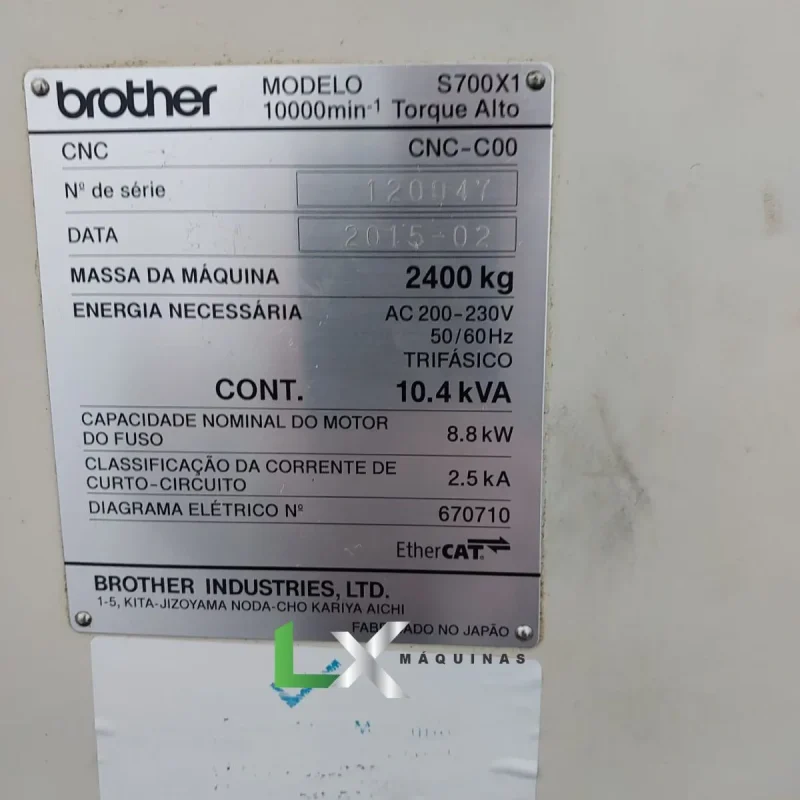 brother MODELO S700X1
10000min-1 Torque Alto
CNC CNC-C00
Nº de série 120947
DATA 2015-02
MASSA DA MÁQUINA 2400 kg
ENERGIA NECESSÁRIA AC 200-230V
50/60Hz
TRIFÁSICO
CONT. 10.4 kVA
CAPACIDADE NOMINAL DO MOTOR
DO FUSO 8.8 kW
CLASSIFICAÇÃO DA CORRENTE DE
CURTO-CIRCUITO 2.5 kA
DIAGRAMA ELÉTRICO Nº 670710
EtherCAT
BROTHER INDUSTRIES, LTD.
1-5, KITA-JIZOYAMA NODA-CHO KARIYA AICHI
NO JAPÃO
LX MÁQUINAS